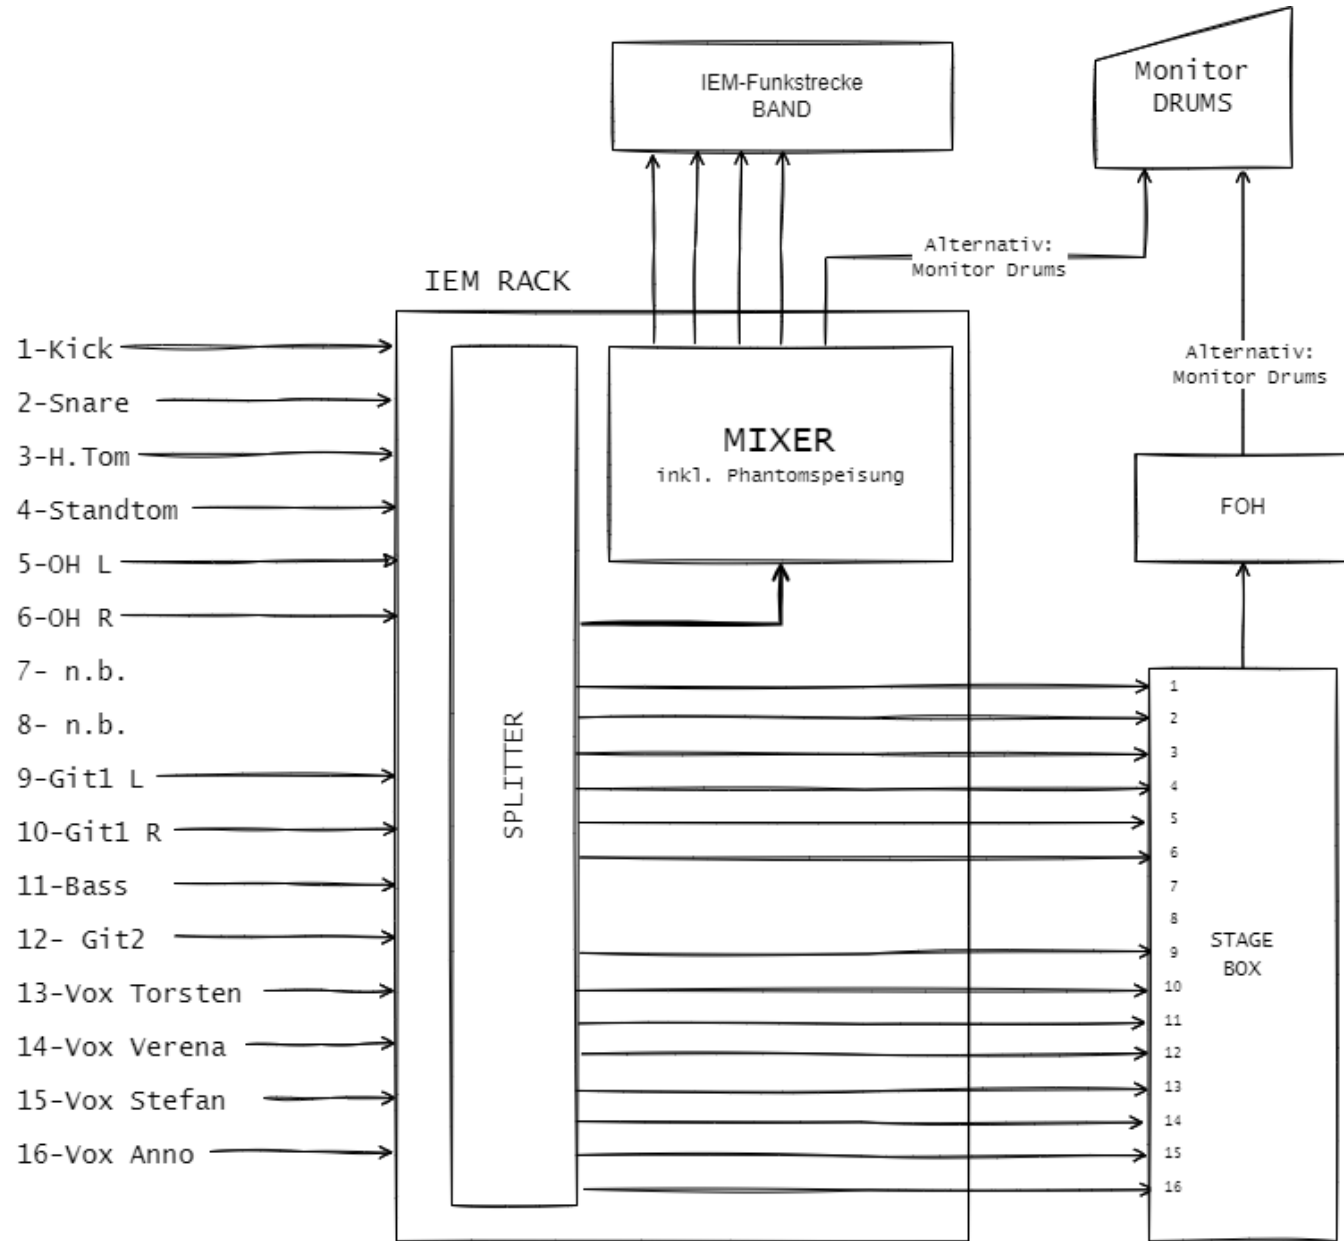 IEM-Funkstrecke
BAND
Monitor
DRUMS
Alternativ:
Monitor Drums
IEM RACK
Alternativ:
Monitor Drums
MIXER
inkl. Phantomspeisung
FOH
1-Kick
2-Snare
3-H.Tom
4-Standtom
5-OH L
6-OH R
7- n.b.
8- n.b.
9-Git1 L
10-Git1 R
11-Bass
12- Git2
13-Vox Torsten
14-Vox Verena
15-Vox Stefan
16-Vox Anno
SPLITTER
1
2
3
4
5
6
7
8
9
10
11
12
13
14
15
16
STAGE
BOX